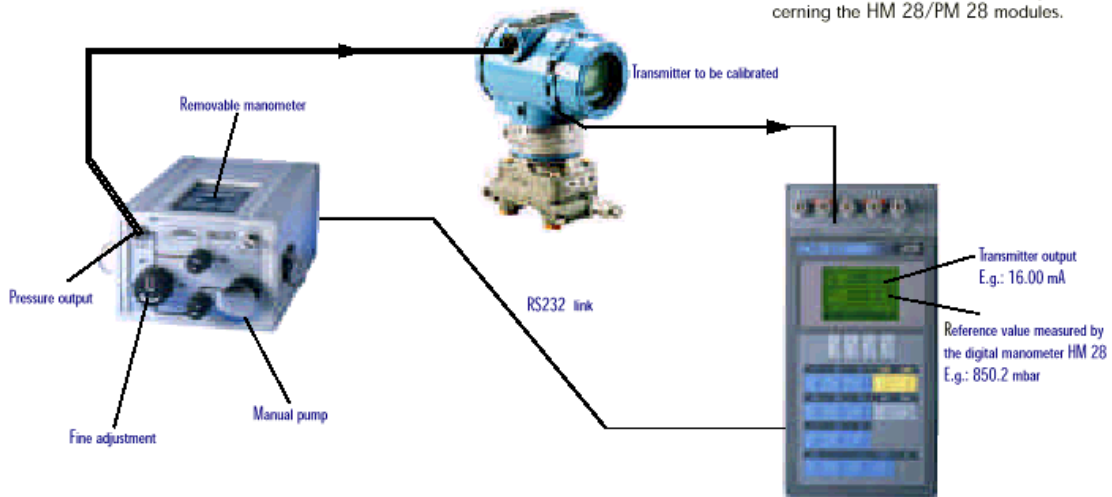 cerning the HM 28/PM 28 modules.
Transmitter to be calibrated
Removable manometer
Pressure output
Fine adjustment
Manual pump
RS232 link
Transmitter output
E.g.: 16.00 mA
Reference value measured by
the digital manometer HM 28
E.g.: 850.2 mbar